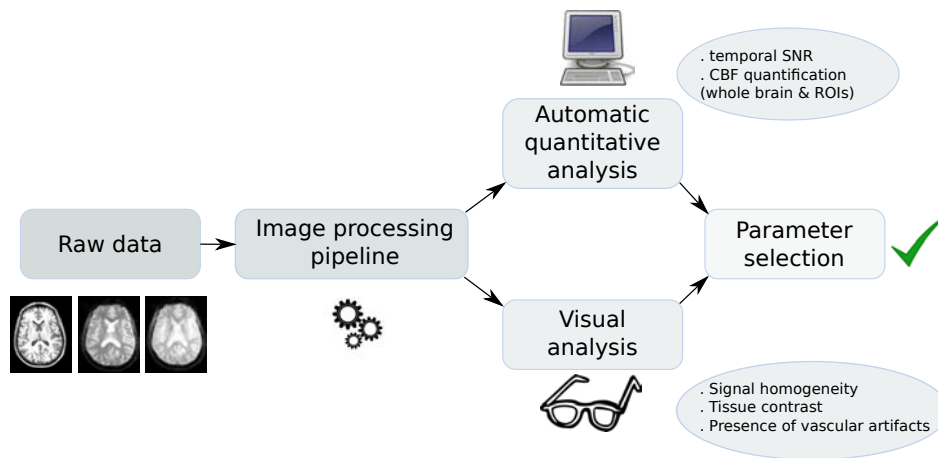 . temporal SNR
. CBF quantification
(whole brain & ROIs)
Automatic
quantitative
analysis
Raw data
Image processing
pipeline
Parameter
selection
Visual
analysis
. Signal homogeneity
. Tissue contrast
. Presence of vascular artifacts